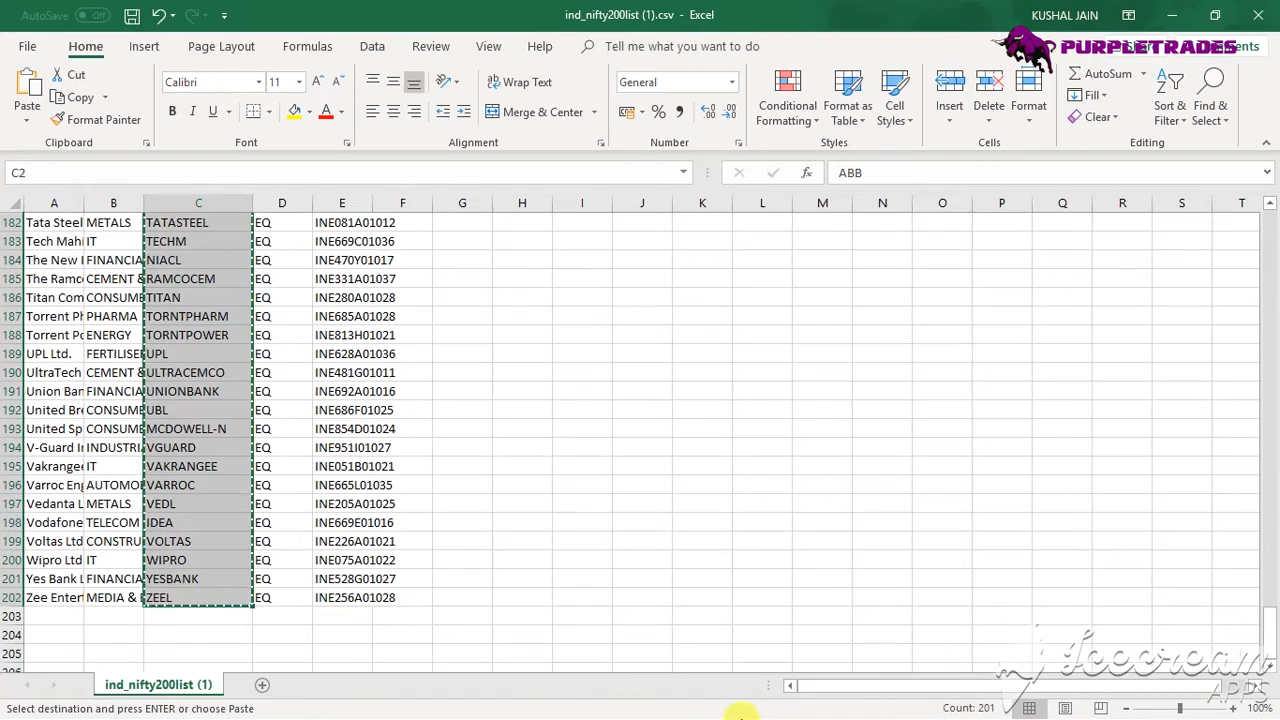 AutoSave Off ind_nifty200list (1).csv - Excel KUSHAL JAIN
File Home Insert Page Layout Formulas Data Review View Help Tell me what you want to do
PURPLETRADES
Paste Cut Copy Format Painter
Calibri 11
B I U A
Wrap Text
Merge & Center
General
Conditional Formatting Format as Table Cell Styles
Insert Delete Format
AutoSum Fill Clear
Sort & Filter Find & Select
Clipboard Font Alignment Number Styles Cells Editing
C2 fx ABB
A B C D E F G H I J K L M N O P Q R S T
182 Tata Steel METALS TATASTEEL EQ INE081A01012
183 Tech Mahi IT TECHM EQ INE669C01036
184 The New I FINANCIA NIACL EQ INE470Y01017
185 The Ramco CEMENT & RAMCOCEM EQ INE331A01037
186 Titan Com CONSUME TITAN EQ INE280A01028
187 Torrent Ph PHARMA TORNTPHARM EQ INE685A01028
188 Torrent Po ENERGY TORNTPOWER EQ INE813H01021
189 UPL Ltd. FERTILISE UPL EQ INE628A01036
190 UltraTech CEMENT & ULTRACEMCO EQ INE481G01011
191 Union Ban FINANCIA UNIONBANK EQ INE692A01016
192 United Bre CONSUME UBL EQ INE686F01025
193 United Sp CONSUME MCDOWELL-N EQ INE854D01024
194 V-Guard In INDUSTRIA VGUARD EQ INE951I01027
195 Vakrangee IT VAKRANGEE EQ INE051B01021
196 Varroc Eng AUTOMO VARROC EQ INE665L01035
197 Vedanta L METALS VEDL EQ INE205A01025
198 Vodafone TELECOM IDEA EQ INE669E01016
199 Voltas Ltd CONSTRU VOLTAS EQ INE226A01021
200 Wipro Ltd IT WIPRO EQ INE075A01022
201 Yes Bank L FINANCIA YESBANK EQ INE528G01027
202 Zee Enter MEDIA & ZEEL EQ INE256A01028
203
204
205
ind_nifty200list (1)
Icecream
APPS
Select destination and press ENTER or choose Paste Count: 201 100%